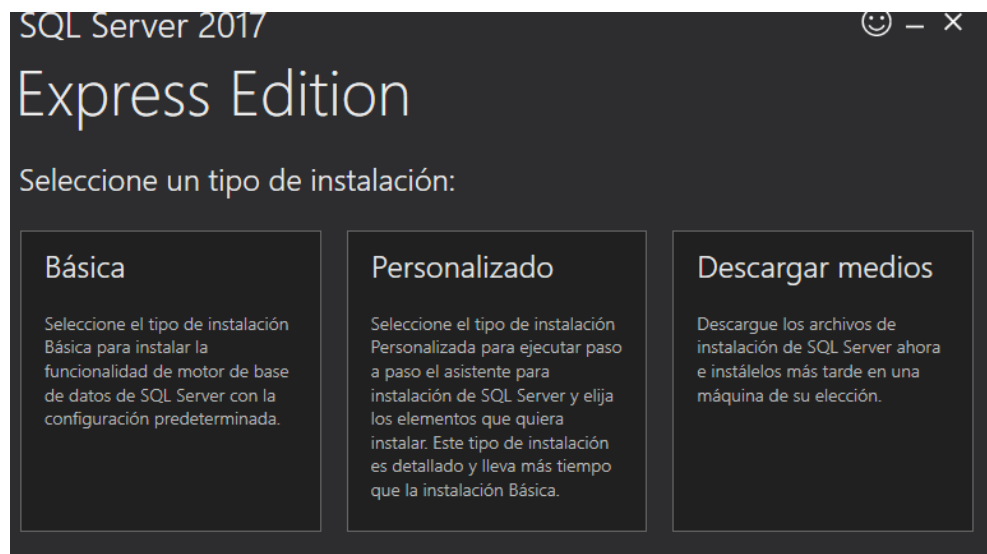 SQL Server 2017
Express Edition
Seleccione un tipo de instalación:
Básica
Seleccione el tipo de instalación
Básica para instalar la
funcionalidad de motor de base
de datos de SQL Server con la
configuración predeterminada.
Personalizado
Seleccione el tipo de instalación
Personalizada para ejecutar paso
a paso el asistente para
instalación de SQL Server y elija
los elementos que quiera
instalar. Este tipo de instalación
es detallado y lleva más tiempo
que la instalación Básica.
Descargar medios
Descargue los archivos de
instalación de SQL Server ahora
e instálelos más tarde en una
máquina de su elección.